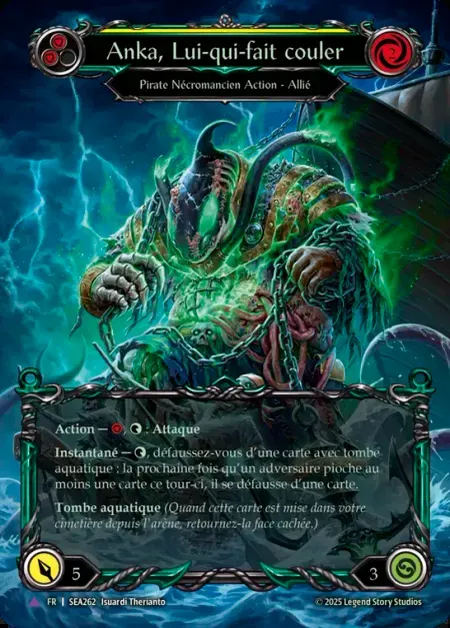 Anka, Lui-qui-fait couler
Pirate Nécromancien Action - Allié
Action — , : Attaque
Instantané — , défaussez-vous d'une carte avec tombe
aquatique : la prochaine fois qu'un adversaire pioche au
moins une carte ce tour-ci, il se défausse d'une carte.
Tombe aquatique (Quand cette carte est mise dans votre
cimetière depuis l'arène, retournez-la face cachée.)
5
3
FR | SEA262 Isuardi Therianto
© 2025 Legend Story Studios